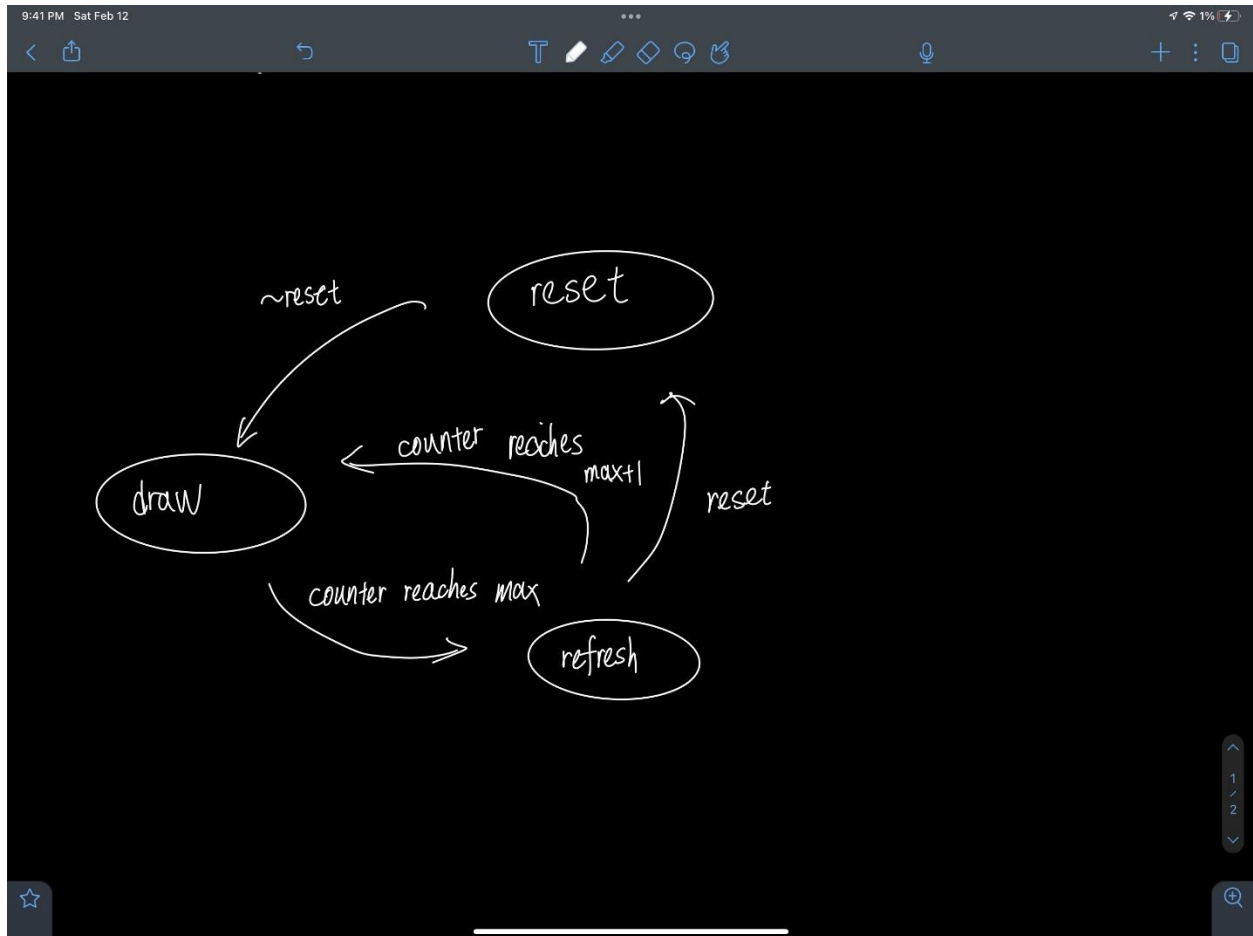 9:41 PM Sat Feb 12
1%
T
reset
~reset
counter reaches
max+1
draw
reset
counter reaches max
refresh
1
/
2